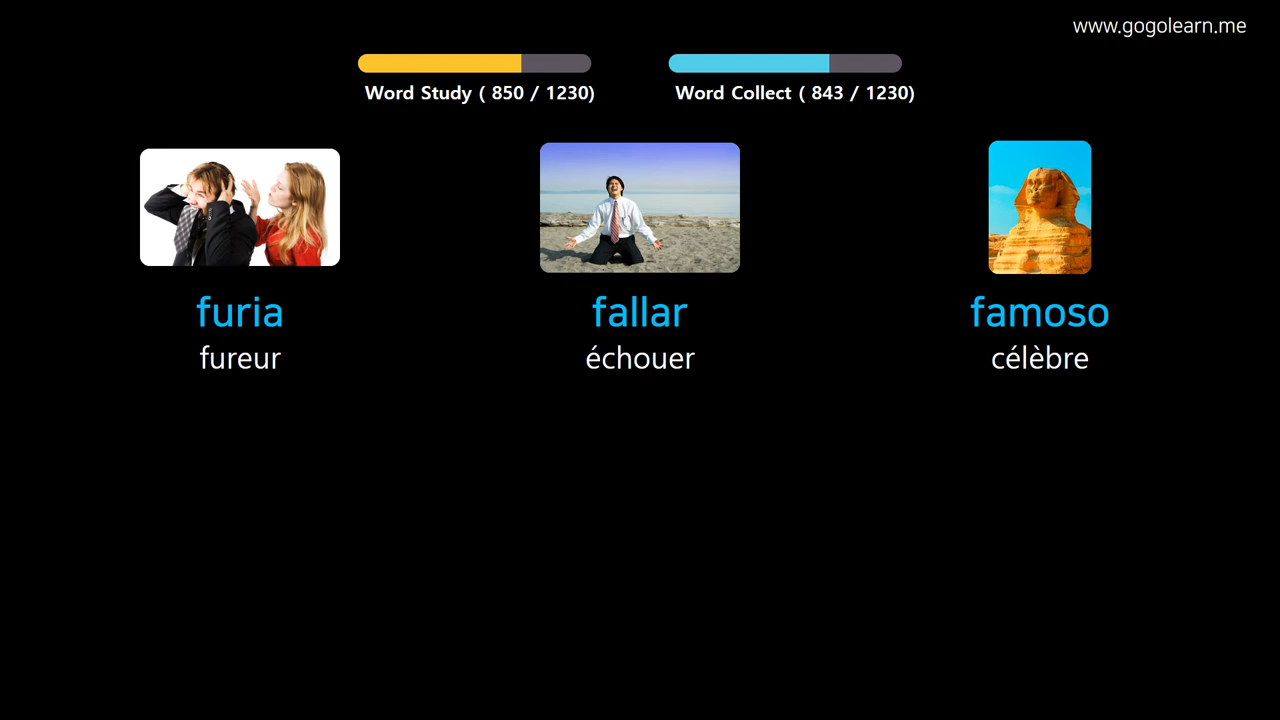 www.gogolearn.me
Word Study ( 850 / 1230)
Word Collect ( 843 / 1230)
furia
fureur
fallar
échouer
famoso
célèbre